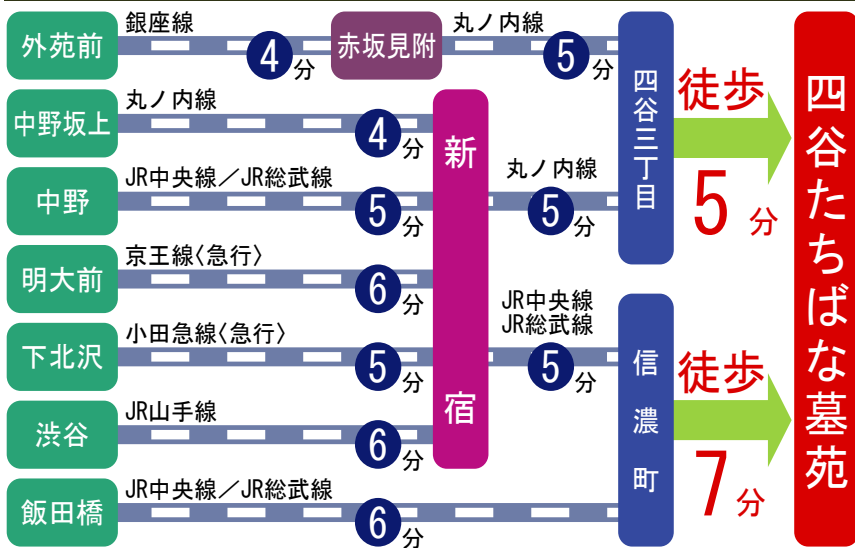 外苑前
銀座線
4分
赤坂見附
丸ノ内線
5分
中野坂上
丸ノ内線
4分
中野
JR中央線／JR総武線
5分
明大前
京王線〈急行〉
6分
下北沢
小田急線〈急行〉
5分
渋谷
JR山手線
6分
飯田橋
JR中央線／JR総武線
6分
新宿
丸ノ内線
5分
JR中央線
JR総武線
5分
四谷三丁目
信濃町
徒歩
5分
徒歩
7分
四谷たちばな墓苑